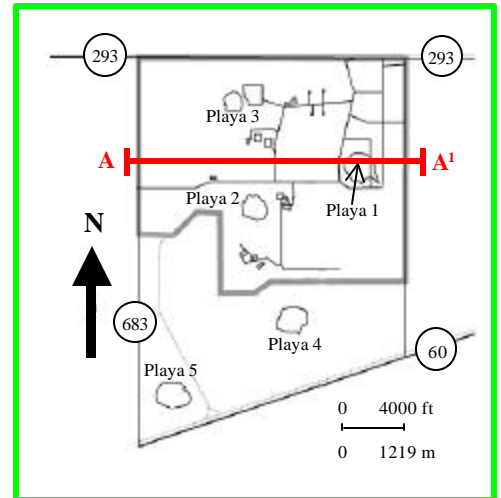 293
293
Playa 3
A
A¹
Playa 2
Playa 1
N
683
Playa 4
60
Playa 5
0 4000 ft
0 1219 m